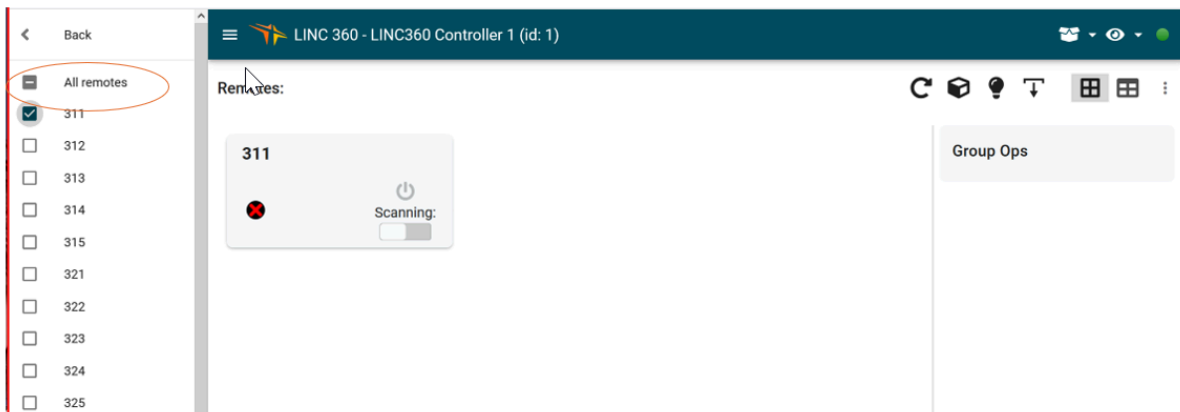 Back
All remotes
311
312
313
314
315
321
322
323
324
325
LINC 360 - LINC360 Controller 1 (id: 1)
Remotes:
311
Scanning:
Group Ops